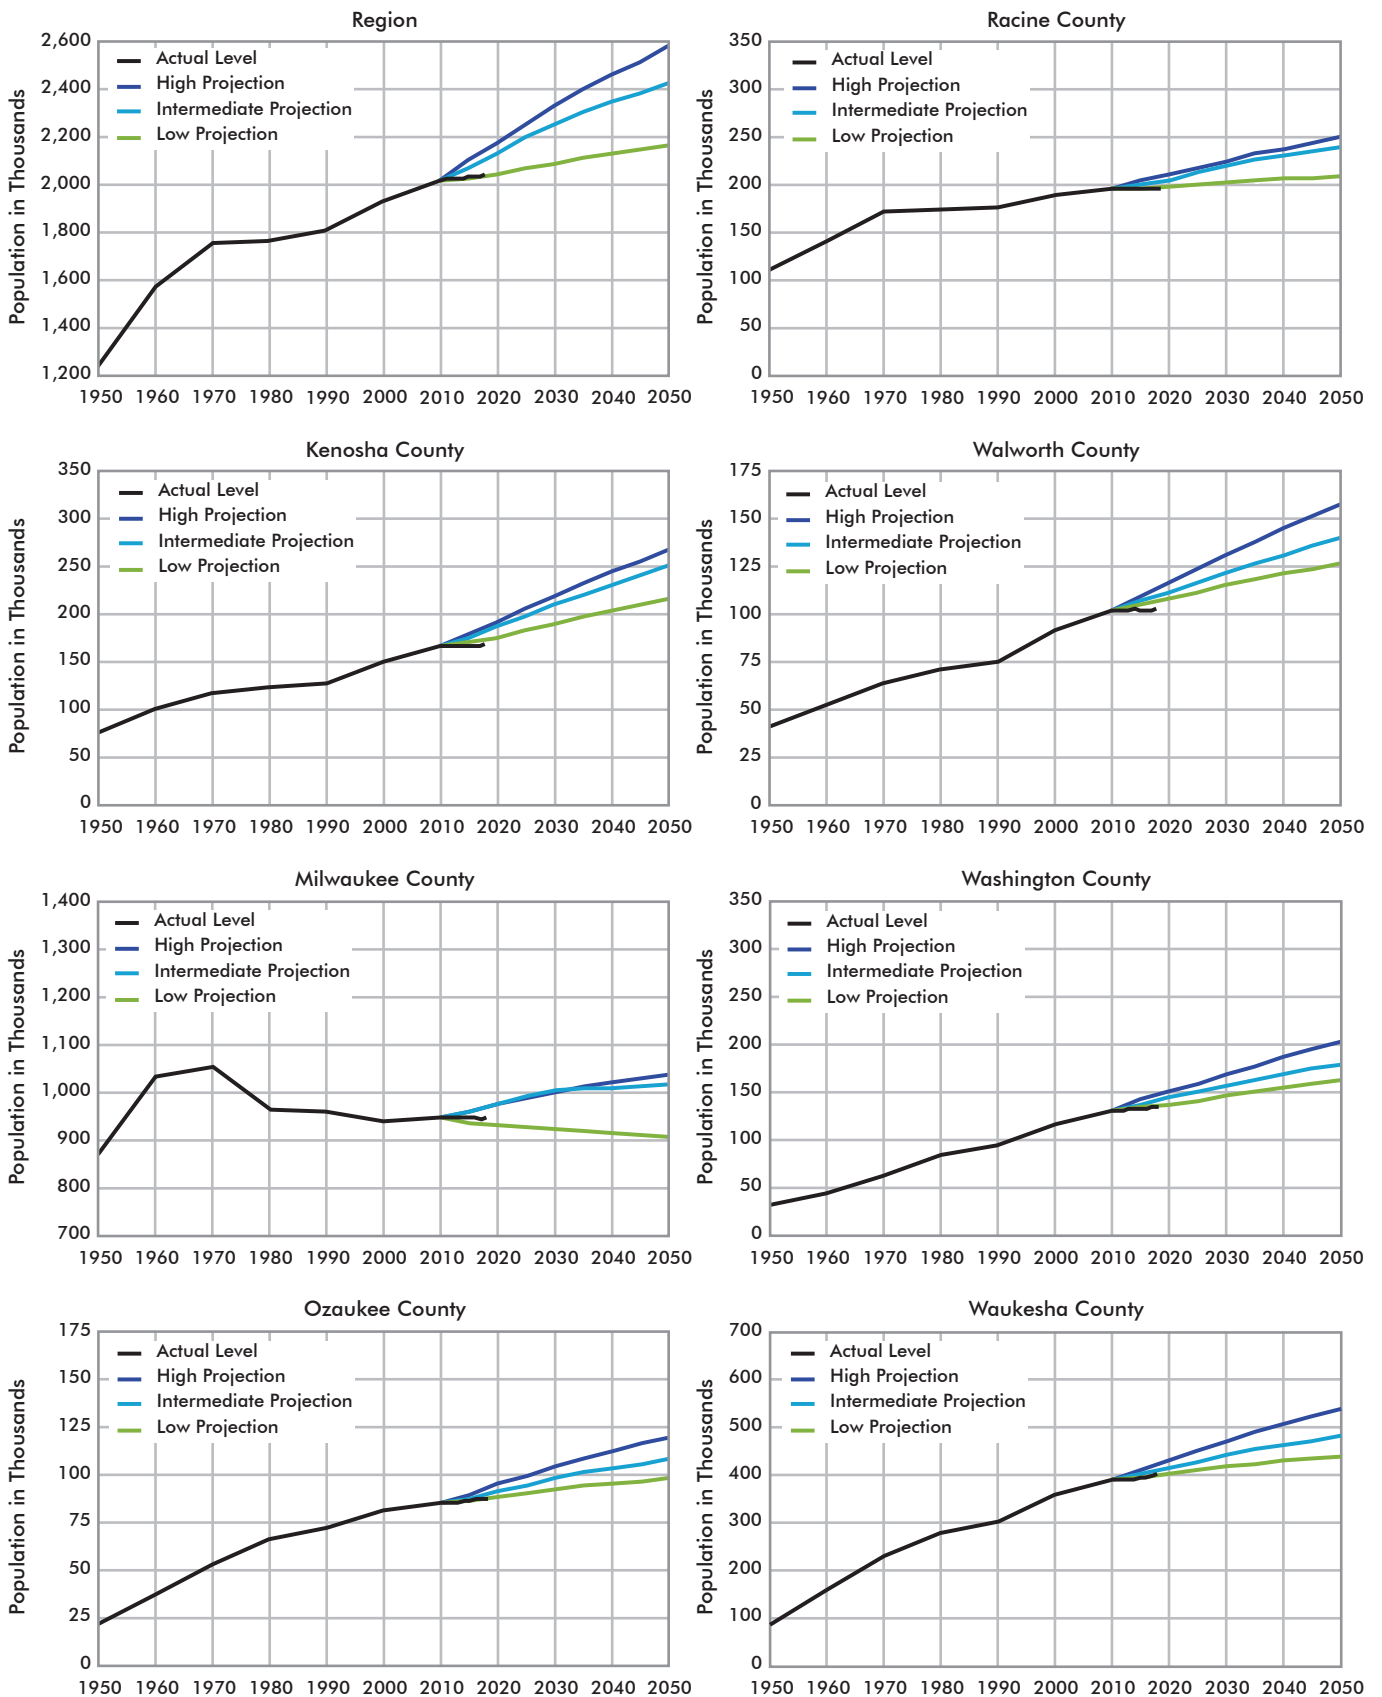 Region
Population in Thousands
2,600
2,400
2,200
2,000
1,800
1,600
1,400
1,200
Actual Level
High Projection
Intermediate Projection
Low Projection
1950 1960 1970 1980 1990 2000 2010 2020 2030 2040 2050
Racine County
Population in Thousands
350
300
250
200
150
100
50
0
Actual Level
High Projection
Intermediate Projection
Low Projection
1950 1960 1970 1980 1990 2000 2010 2020 2030 2040 2050
Kenosha County
Population in Thousands
350
300
250
200
150
100
50
0
Actual Level
High Projection
Intermediate Projection
Low Projection
1950 1960 1970 1980 1990 2000 2010 2020 2030 2040 2050
Walworth County
Population in Thousands
175
150
125
100
75
50
25
0
Actual Level
High Projection
Intermediate Projection
Low Projection
1950 1960 1970 1980 1990 2000 2010 2020 2030 2040 2050
Milwaukee County
Population in Thousands
1,400
1,300
1,200
1,100
1,000
900
800
700
Actual Level
High Projection
Intermediate Projection
Low Projection
1950 1960 1970 1980 1990 2000 2010 2020 2030 2040 2050
Washington County
Population in Thousands
350
300
250
200
150
100
50
0
Actual Level
High Projection
Intermediate Projection
Low Projection
1950 1960 1970 1980 1990 2000 2010 2020 2030 2040 2050
Ozaukee County
Population in Thousands
175
150
125
100
75
50
25
0
Actual Level
High Projection
Intermediate Projection
Low Projection
1950 1960 1970 1980 1990 2000 2010 2020 2030 2040 2050
Waukesha County
Population in Thousands
700
600
500
400
300
200
100
0
Actual Level
High Projection
Intermediate Projection
Low Projection
1950 1960 1970 1980 1990 2000 2010 2020 2030 2040 2050